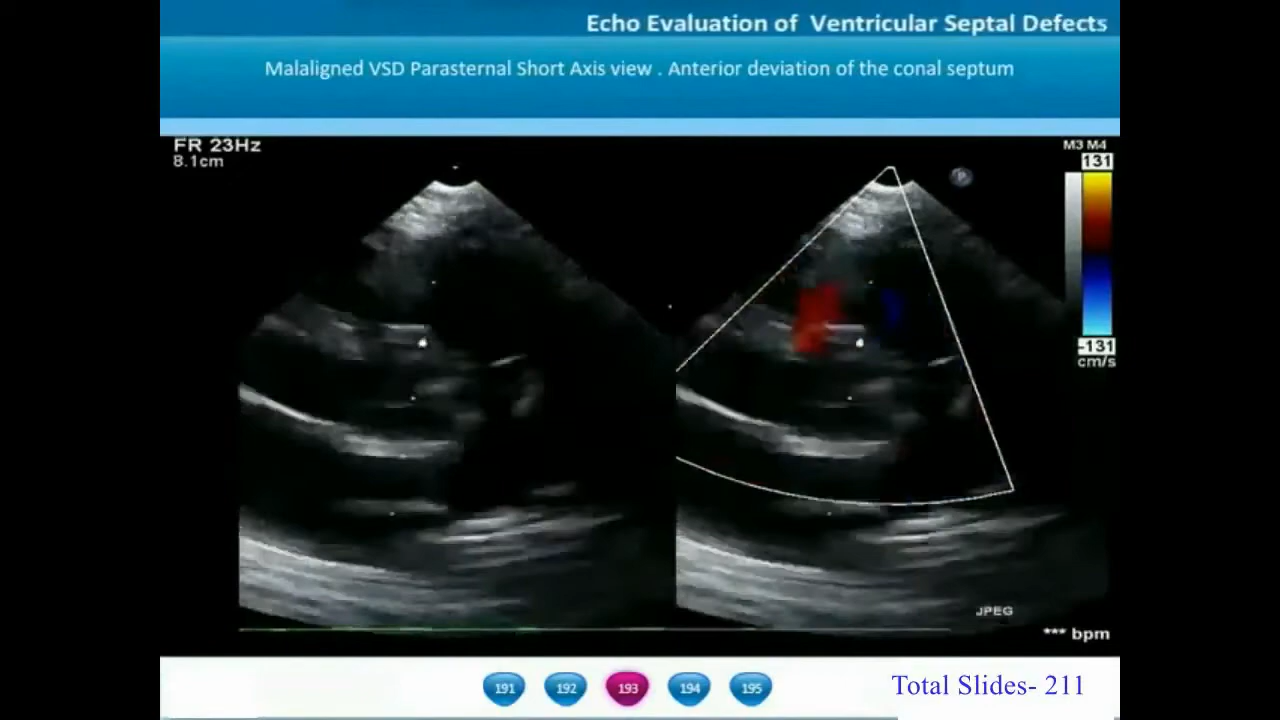 Echo Evaluation of Ventricular Septal Defects
Malaligned VSD Parasternal Short Axis view . Anterior deviation of the conal septum
FR 23Hz
8.1cm
M3 M4
131
P
-131
cm/s
JPEG
*** bpm
191 192 193 194 195
Total Slides- 211